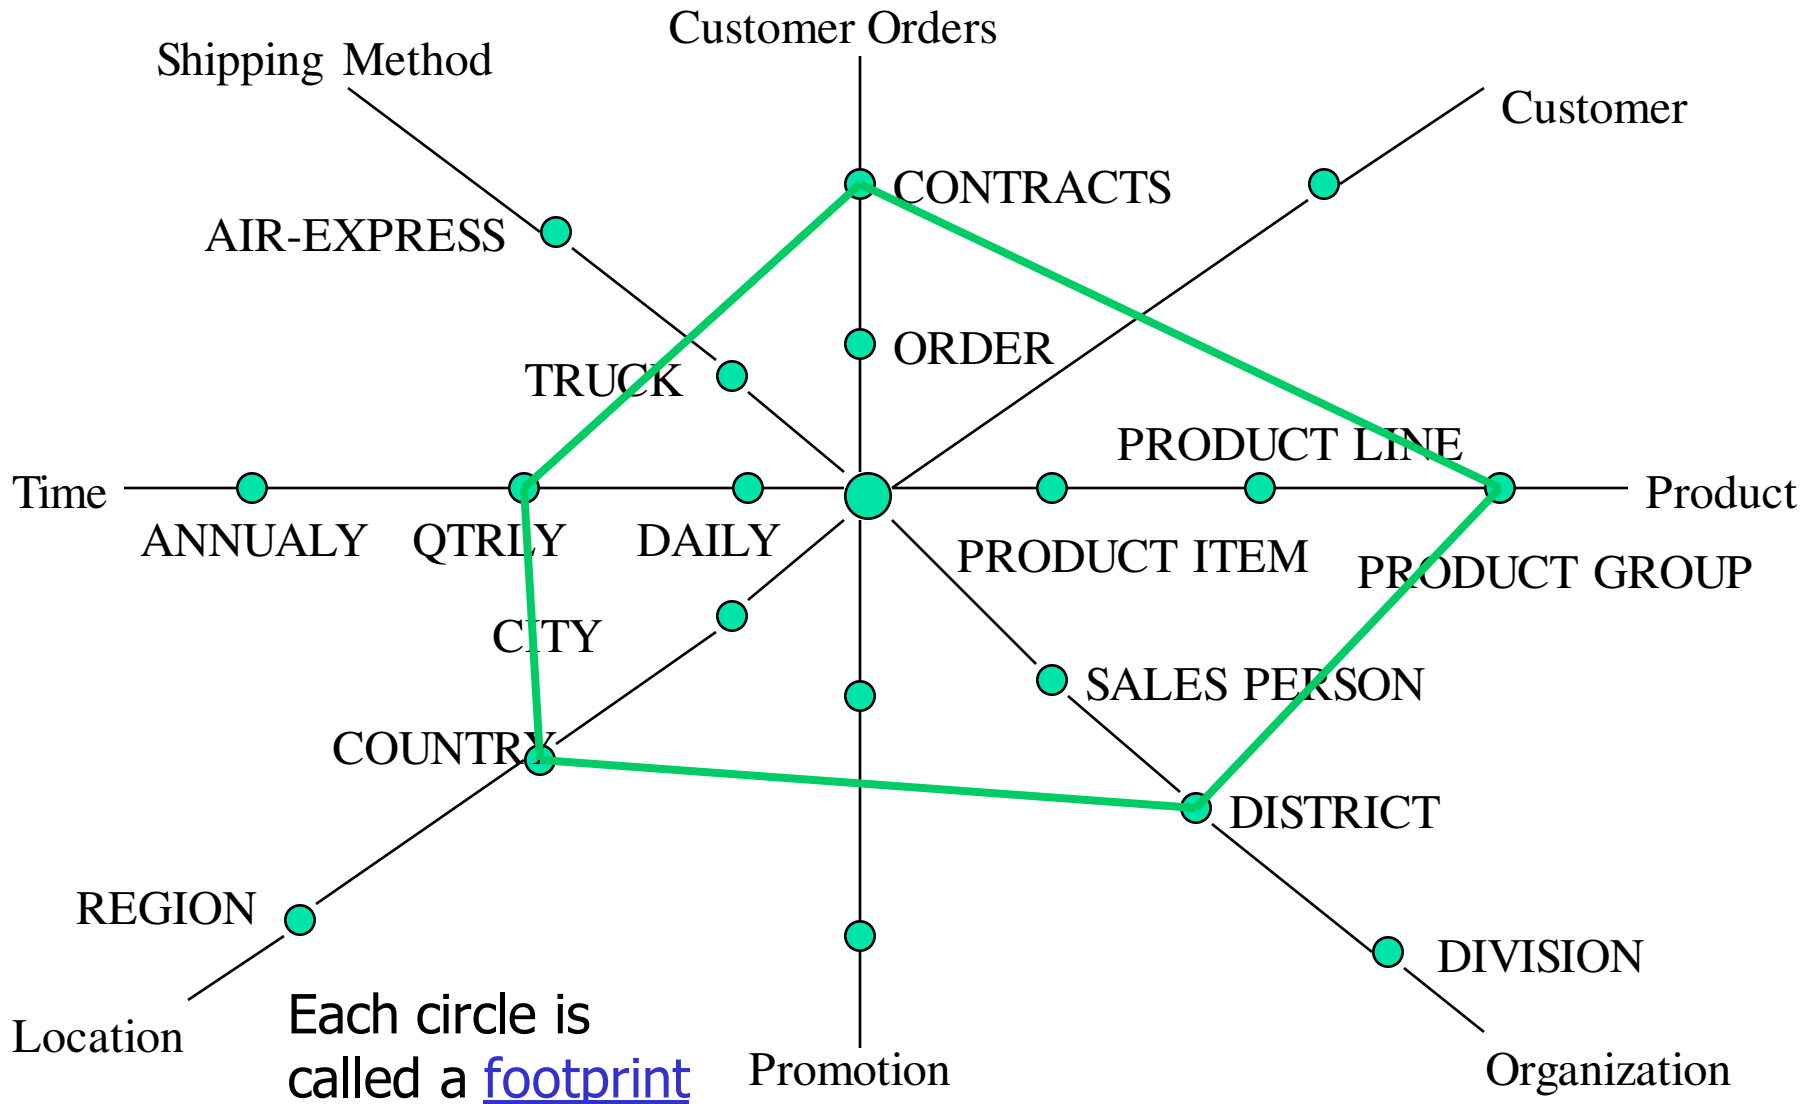 Customer Orders
Shipping Method
Customer
CONTRACTS
AIR-EXPRESS
ORDER
TRUCK
PRODUCT LINE
Time
Product
ANNUALY
QTRLY
DAILY
PRODUCT ITEM
PRODUCT GROUP
CITY
SALES PERSON
COUNTRY
DISTRICT
REGION
DIVISION
Location
Each circle is
called a footprint
Promotion
Organization